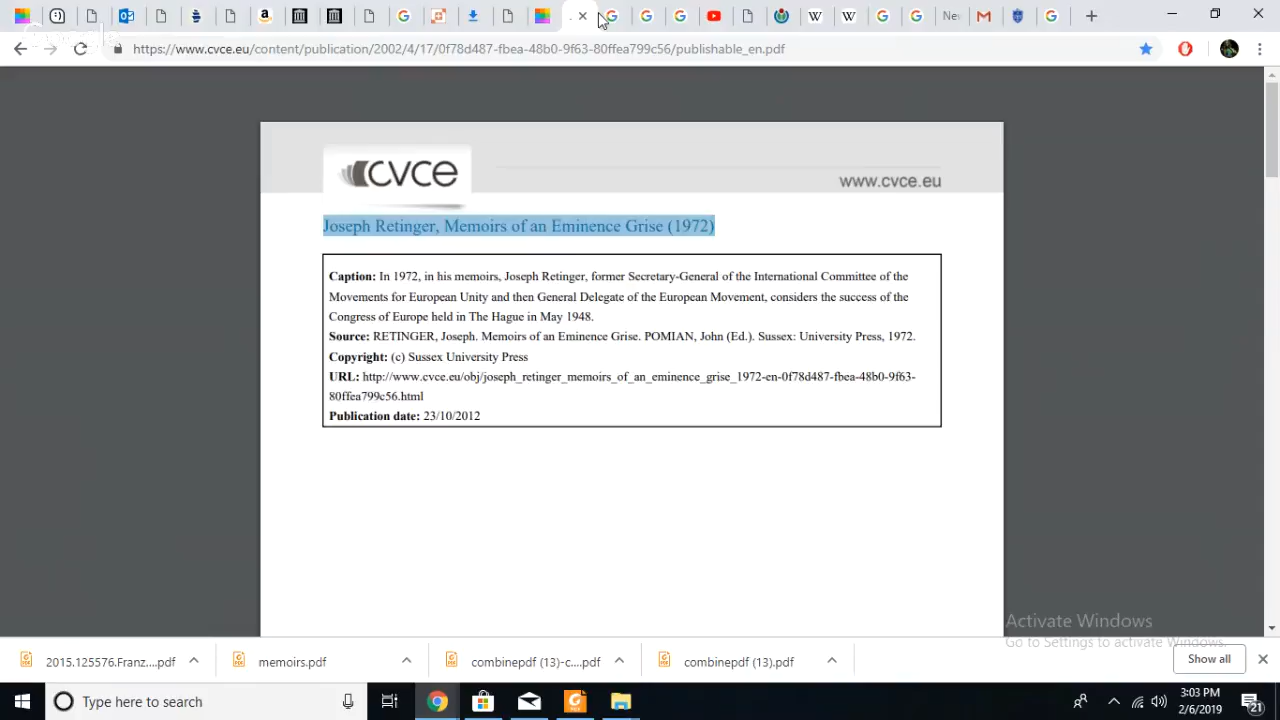 New
https://www.cvce.eu/content/publication/2002/4/17/0f78d487-fbea-48b0-9f63-80ffea799c56/publishable_en.pdf
cvce
www.cvce.eu
Joseph Retinger, Memoirs of an Eminence Grise (1972)
Caption: In 1972, in his memoirs, Joseph Retinger, former Secretary-General of the International Committee of the
Movements for European Unity and then General Delegate of the European Movement, considers the success of the
Congress of Europe held in The Hague in May 1948.
Source: RETINGER, Joseph. Memoirs of an Eminence Grise. POMIAN, John (Ed.). Sussex: University Press, 1972.
Copyright: (c) Sussex University Press
URL: http://www.cvce.eu/obj/joseph_retinger_memoirs_of_an_eminence_grise_1972-en-0f78d487-fbea-48b0-9f63-
80ffea799c56.html
Publication date: 23/10/2012
Activate Windows
Go to Settings to activate Windows.
2015.125576.Franz....pdf
memoirs.pdf
combinepdf (13)-c....pdf
combinepdf (13).pdf
Show all
Type here to search
3:03 PM
2/6/2019
21